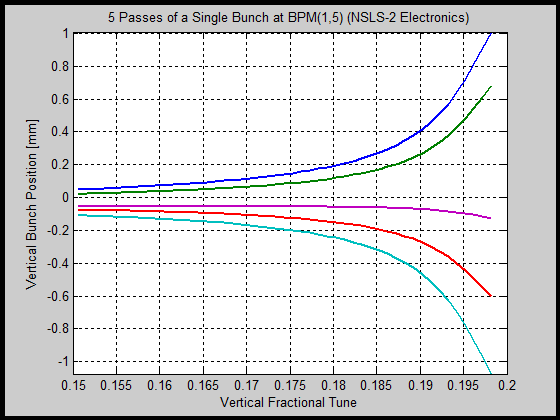 5 Passes of a Single Bunch at BPM(1,5) (NSLS-2 Electronics)
1
0.8
0.6
0.4
0.2
0
-0.2
-0.4
-0.6
-0.8
-1
Vertical Bunch Position [mm]
0.15 0.155 0.16 0.165 0.17 0.175 0.18 0.185 0.19 0.195 0.2
Vertical Fractional Tune